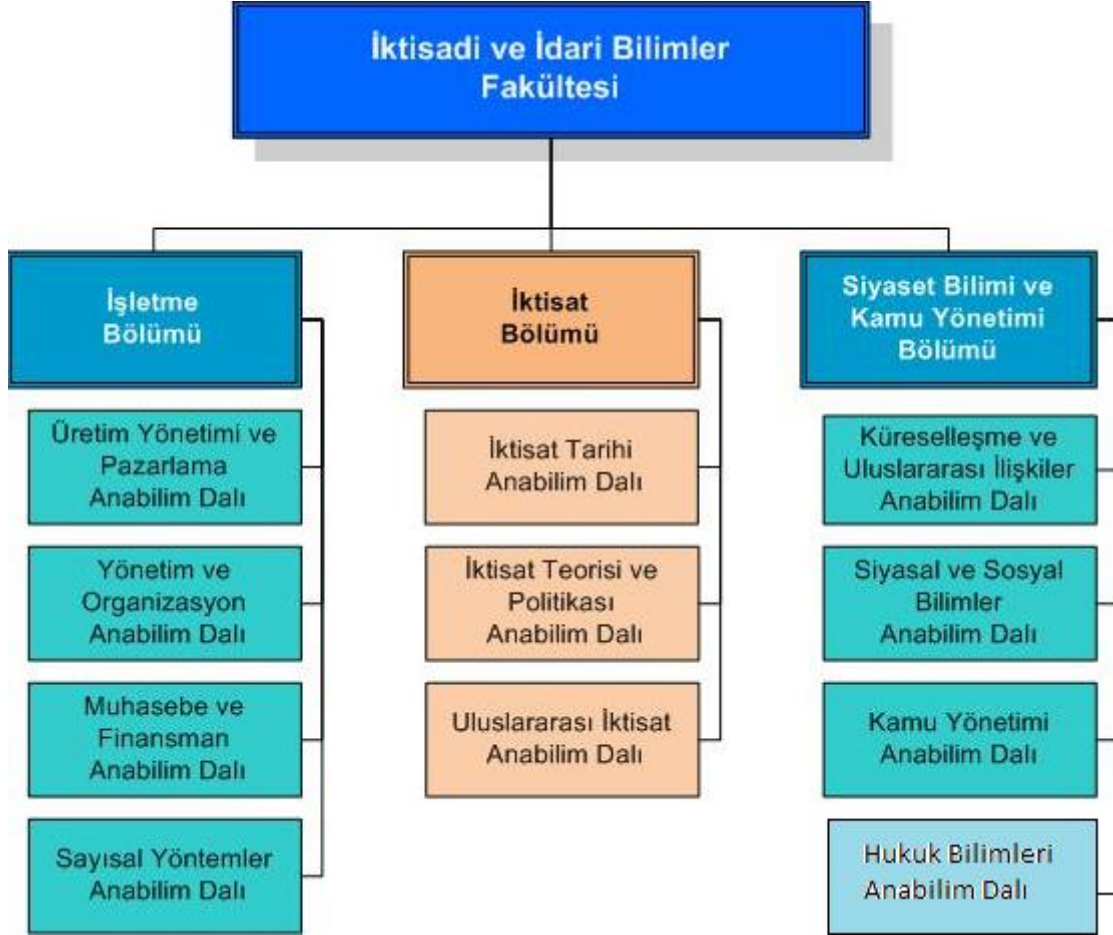 İktisadi ve İdari Bilimler
Fakültesi
İşletme
Bölümü
Üretim Yönetimi ve
Pazarlama
Anabilim Dalı
Yönetim ve
Organizasyon
Anabilim Dalı
Muhasebe ve
Finansman
Anabilim Dalı
Sayısal Yöntemler
Anabilim Dalı
İktisat
Bölümü
İktisat Tarihi
Anabilim Dalı
İktisat Teorisi ve
Politikası
Anabilim Dalı
Uluslararası İktisat
Anabilim Dalı
Siyaset Bilimi ve
Kamu Yönetimi
Bölümü
Küreselleşme ve
Uluslararası İlişkiler
Anabilim Dalı
Siyasal ve Sosyal
Bilimler
Anabilim Dalı
Kamu Yönetimi
Anabilim Dalı
Hukuk Bilimleri
Anabilim Dalı